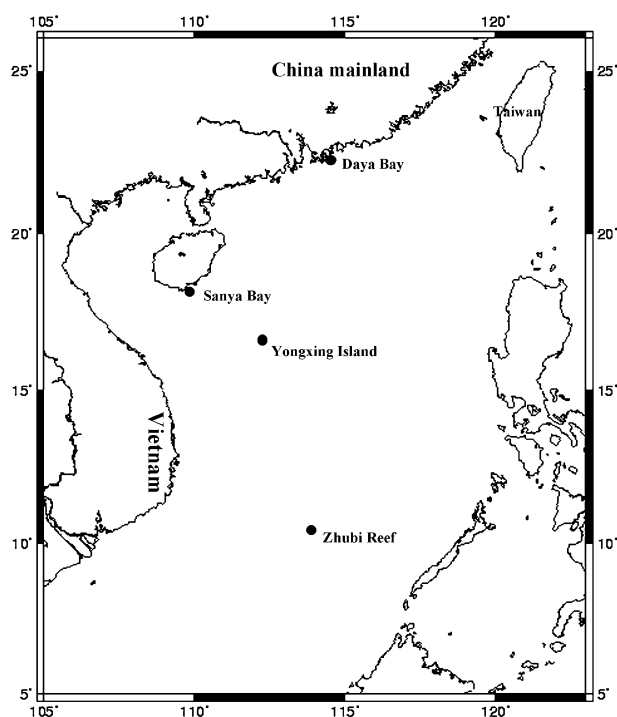 105° 110° 115° 120°
China mainland
25° 25°
Taiwan
Daya Bay
20° 20°
Sanya Bay
Yongxing Island
15° 15°
Vietnam
Zhubi Reef
10° 10°
5° 5°
105° 110° 115° 120°